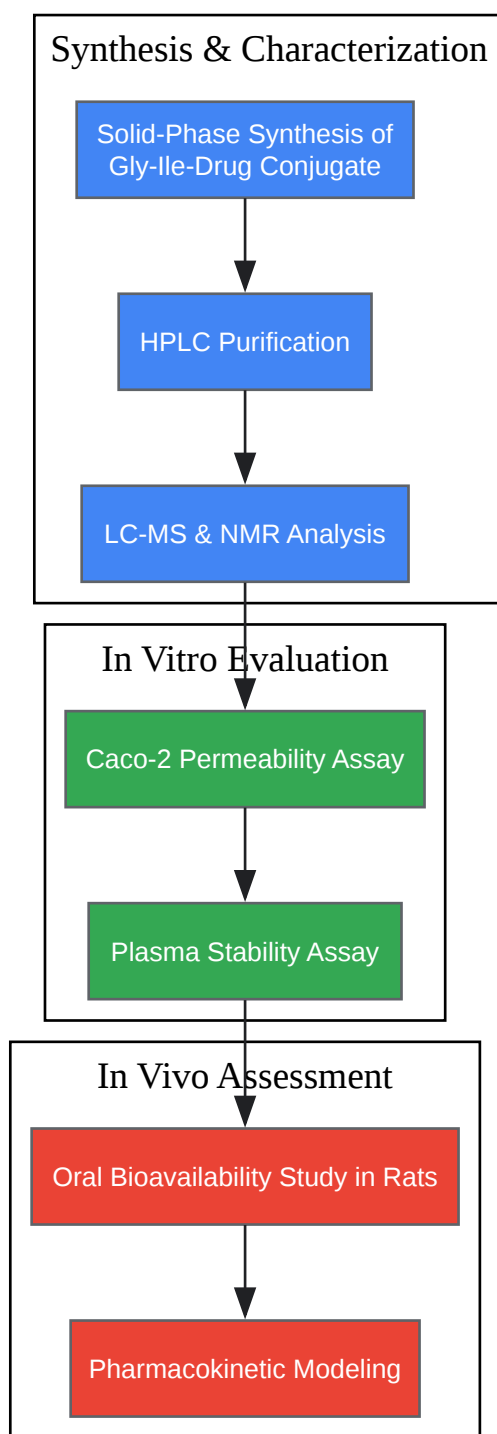 Synthesis & Characterization
Solid-Phase Synthesis of
Gly-Ile-Drug Conjugate
HPLC Purification
LC-MS & NMR Analysis
In Vitro Evaluation
Caco-2 Permeability Assay
Plasma Stability Assay
In Vivo Assessment
Oral Bioavailability Study in Rats
Pharmacokinetic Modeling